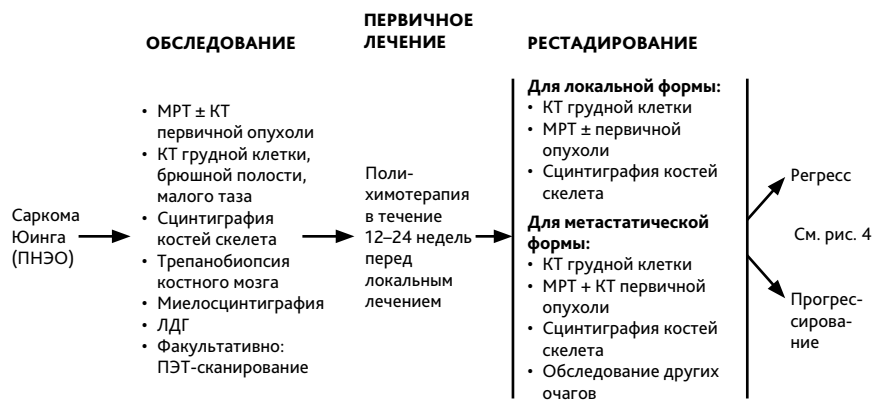 ОБСЛЕДОВАНИЕ
ПЕРВИЧНОЕ
ЛЕЧЕНИЕ
РЕСТАДИРОВАНИЕ
Саркома
Юинга
(ПНЭО)
• МРТ ± КТ
первичной опухоли
• КТ грудной клетки,
брюшной полости,
малого таза
• Сцинтиграфия
костей скелета
• Трепанобиопсия
костного мозга
• Миелосцинтиграфия
• ЛДГ
• Факультативно:
ПЭТ-сканирование
Поли-
химотерапия
в течение
12–24 недель
перед
локальным
лечением
Для локальной формы:
• КТ грудной клетки
• МРТ ± первичной
опухоли
• Сцинтиграфия костей
скелета
Для метастатической
формы:
• КТ грудной клетки
• МРТ + КТ первичной
опухоли
• Сцинтиграфия костей
скелета
• Обследование других
очагов
Регресс
См. рис. 4
Прогрес-
сирова-
ние